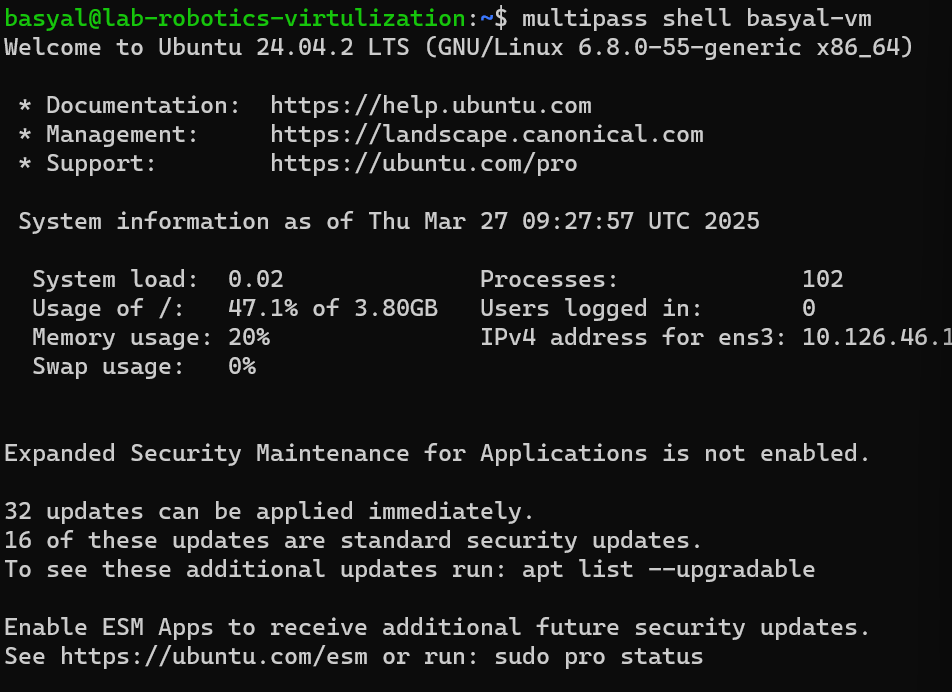 basyal@lab-robotics-virtulization:~$ multipass shell basyal-vm
Welcome to Ubuntu 24.04.2 LTS (GNU/Linux 6.8.0-55-generic x86_64)
* Documentation: https://help.ubuntu.com
* Management: https://landscape.canonical.com
* Support: https://ubuntu.com/pro
System information as of Thu Mar 27 09:27:57 UTC 2025
System load: 0.02 Processes: 102
Usage of /: 47.1% of 3.80GB Users logged in: 0
Memory usage: 20% IPv4 address for ens3: 10.126.46.1
Swap usage: 0%
Expanded Security Maintenance for Applications is not enabled.
32 updates can be applied immediately.
16 of these updates are standard security updates.
To see these additional updates run: apt list --upgradable
Enable ESM Apps to receive additional future security updates.
See https://ubuntu.com/esm or run: sudo pro status